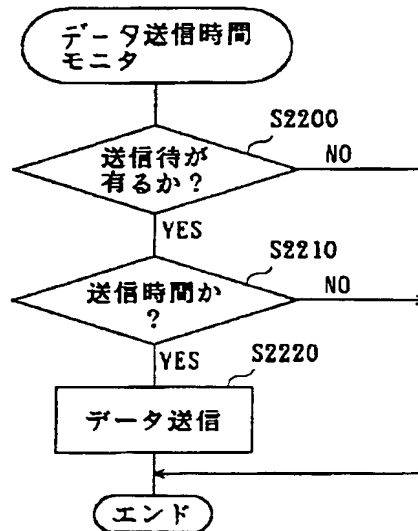 データ送信時間
モニタ
S2200
送信待が
有るか？
NO
YES
S2210
送信時間か
？
NO
YES
S2220
データ送信
エンド